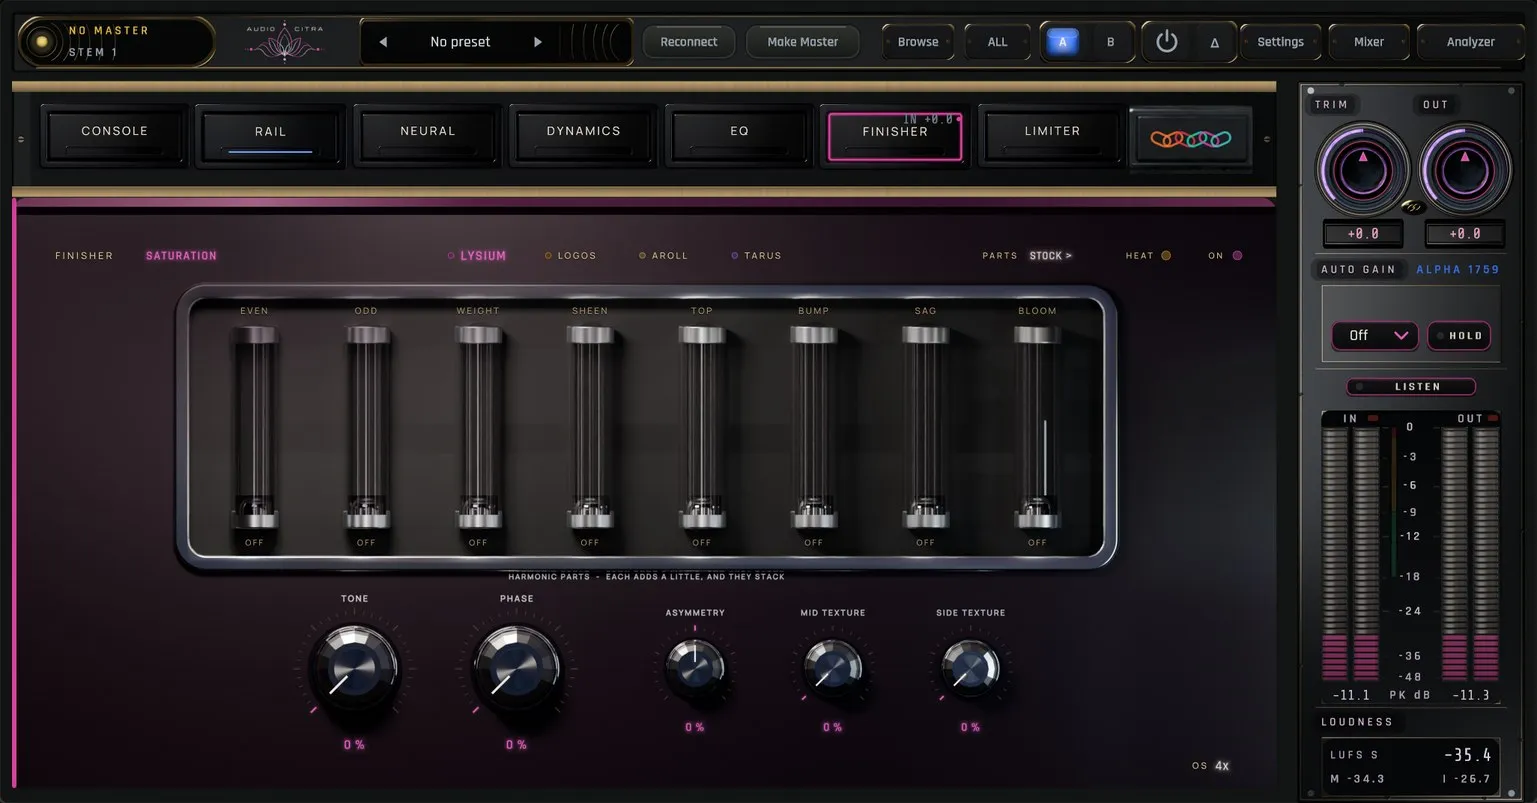 NO MASTER
STEM 1
AUDIO CITRA
No preset
Reconnect
Make Master
Browse
ALL
A
B
Δ
Settings
Mixer
Analyzer
CONSOLE
RAIL
NEURAL
DYNAMICS
EQ
IN +0.0
FINISHER
LIMITER
TRIM
OUT
+0.0
+0.0
AUTO GAIN
ALPHA 1759
Off
HOLD
LISTEN
FINISHER
SATURATION
LYSIUM
LOGOS
AROLL
TARUS
PARTS
STOCK >
HEAT
ON
EVEN
ODD
WEIGHT
SHEEN
TOP
BUMP
SAG
BLOOM
OFF
OFF
OFF
OFF
OFF
OFF
OFF
OFF
HARMONIC PARTS - EACH ADDS A LITTLE, AND THEY STACK
TONE
PHASE
ASYMMETRY
MID TEXTURE
SIDE TEXTURE
0 %
0 %
0 %
0 %
0 %
OS 4x
IN
OUT
0
-3
-6
-9
-12
-18
-24
-36
-48
-11.1
PK dB
-11.3
LOUDNESS
LUFS S
-35.4
M -34.3
I -26.7